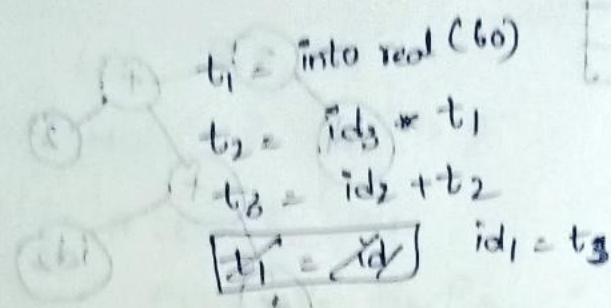 t₁ = into real (60)
t₂ = id₃ * t₁
t₃ = id₂ + t₂
t₁ = id id₁ = t₃